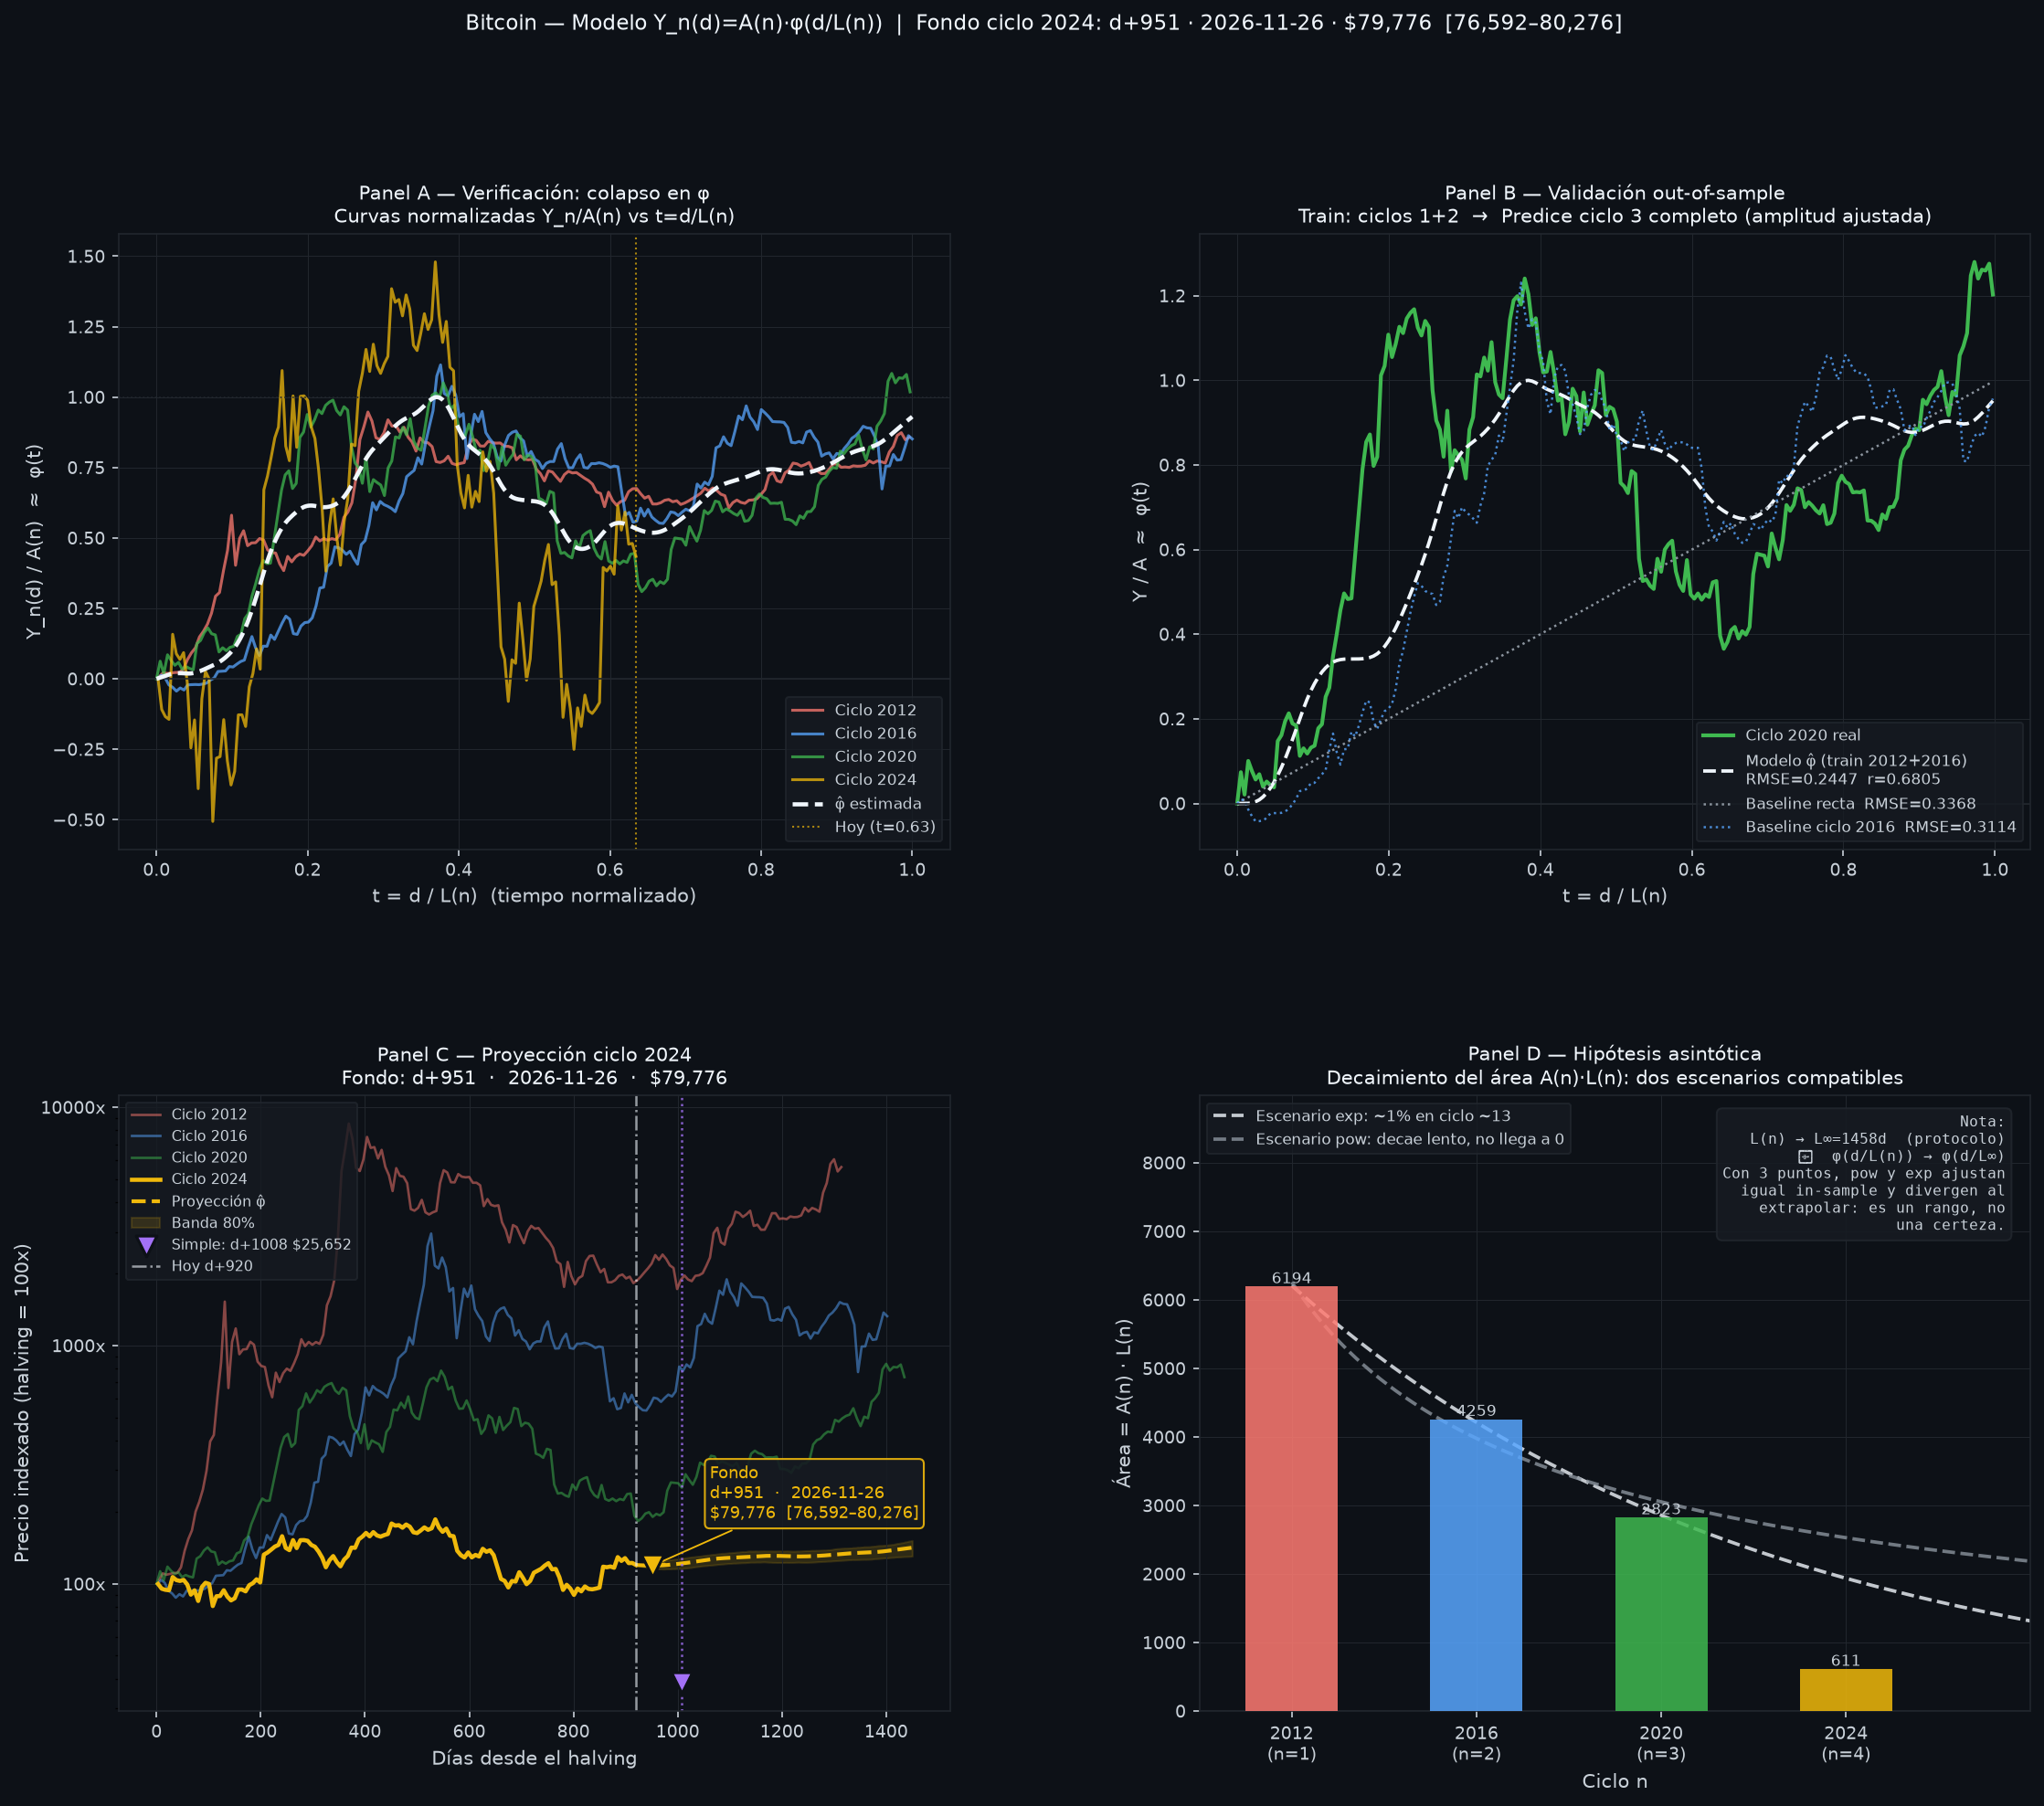 Bitcoin — Modelo Y_n(d)=A(n)·φ(d/L(n))  |  Fondo ciclo 2024: d+951 · 2026-11-26 · $79,776  [76,592–80,276]
Panel A — Verificación: colapso en φ
Curvas normalizadas Y_n/A(n) vs t=d/L(n)
Y_n(d) / A(n)  ≈  φ(t)
1.50
1.25
1.00
0.75
0.50
0.25
0.00
−0.25
−0.50
Ciclo 2012
Ciclo 2016
Ciclo 2020
Ciclo 2024
φ̂ estimada
Hoy (t=0.63)
0.0 0.2 0.4 0.6 0.8 1.0
t = d / L(n)  (tiempo normalizado)
Panel B — Validación out-of-sample
Train: ciclos 1+2  →  Predice ciclo 3 completo (amplitud ajustada)
Y / A  ≈  φ(t)
1.2
1.0
0.8
0.6
0.4
0.2
0.0
Ciclo 2020 real
Modelo φ̂ (train 2012+2016)
RMSE=0.2447  r=0.6805
Baseline recta  RMSE=0.3368
Baseline ciclo 2016  RMSE=0.3114
0.0 0.2 0.4 0.6 0.8 1.0
t = d / L(n)
Panel C — Proyección ciclo 2024
Fondo: d+951  ·  2026-11-26  ·  $79,776
Precio indexado (halving = 100x)
10000x
1000x
100x
Ciclo 2012
Ciclo 2016
Ciclo 2020
Ciclo 2024
Proyección φ̂
Banda 80%
Simple: d+1008 $25,652
Hoy d+920
Fondo
d+951  ·  2026-11-26
$79,776  [76,592–80,276]
0 200 400 600 800 1000 1200 1400
Días desde el halving
Panel D — Hipótesis asintótica
Decaimiento del área A(n)·L(n): dos escenarios compatibles
Área = A(n) · L(n)
8000
7000
6000
5000
4000
3000
2000
1000
0
Escenario exp: ~1% en ciclo ~13
Escenario pow: decae lento, no llega a 0
Nota:
L(n) → L∞=1458d  (protocolo)
φ(d/L(n)) → φ(d/L∞)
Con 3 puntos, pow y exp ajustan
igual in-sample y divergen al
extrapolar: es un rango, no
una certeza.
6194
4259
2823
611
2012 2016 2020 2024
(n=1) (n=2) (n=3) (n=4)
Ciclo n